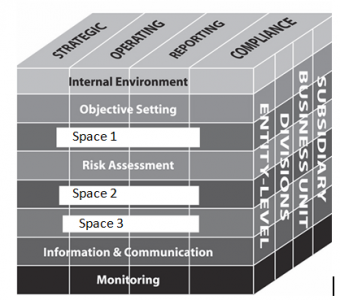 STRATEGIC
OPERATING
REPORTING
COMPLIANCE
Internal Environment
Objective Setting
Space 1
Risk Assessment
Space 2
Space 3
Information & Communication
Monitoring
ENTITY-LEVEL
DIVISIONS
BUSINESS UNIT
SUBSIDIARY